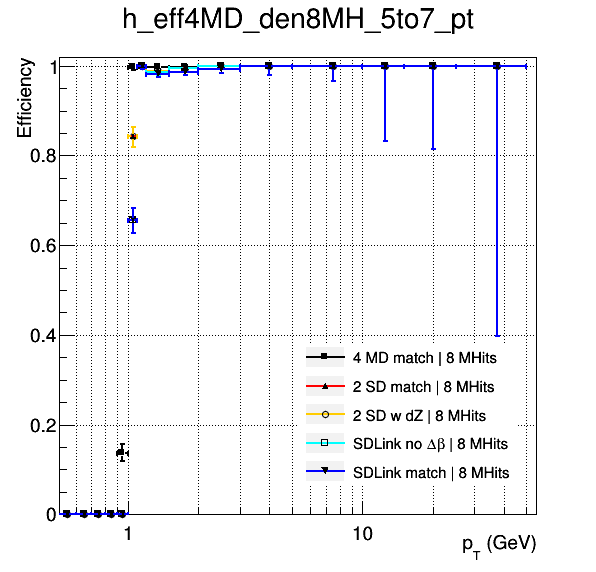 h_eff4MD_den8MH_5to7_pt
Efficiency
1
0.8
0.6
0.4
0.2
0
4 MD match | 8 MHits
2 SD match | 8 MHits
2 SD w dZ | 8 MHits
SDLink no Δβ | 8 MHits
SDLink match | 8 MHits
1
10
p_T (GeV)